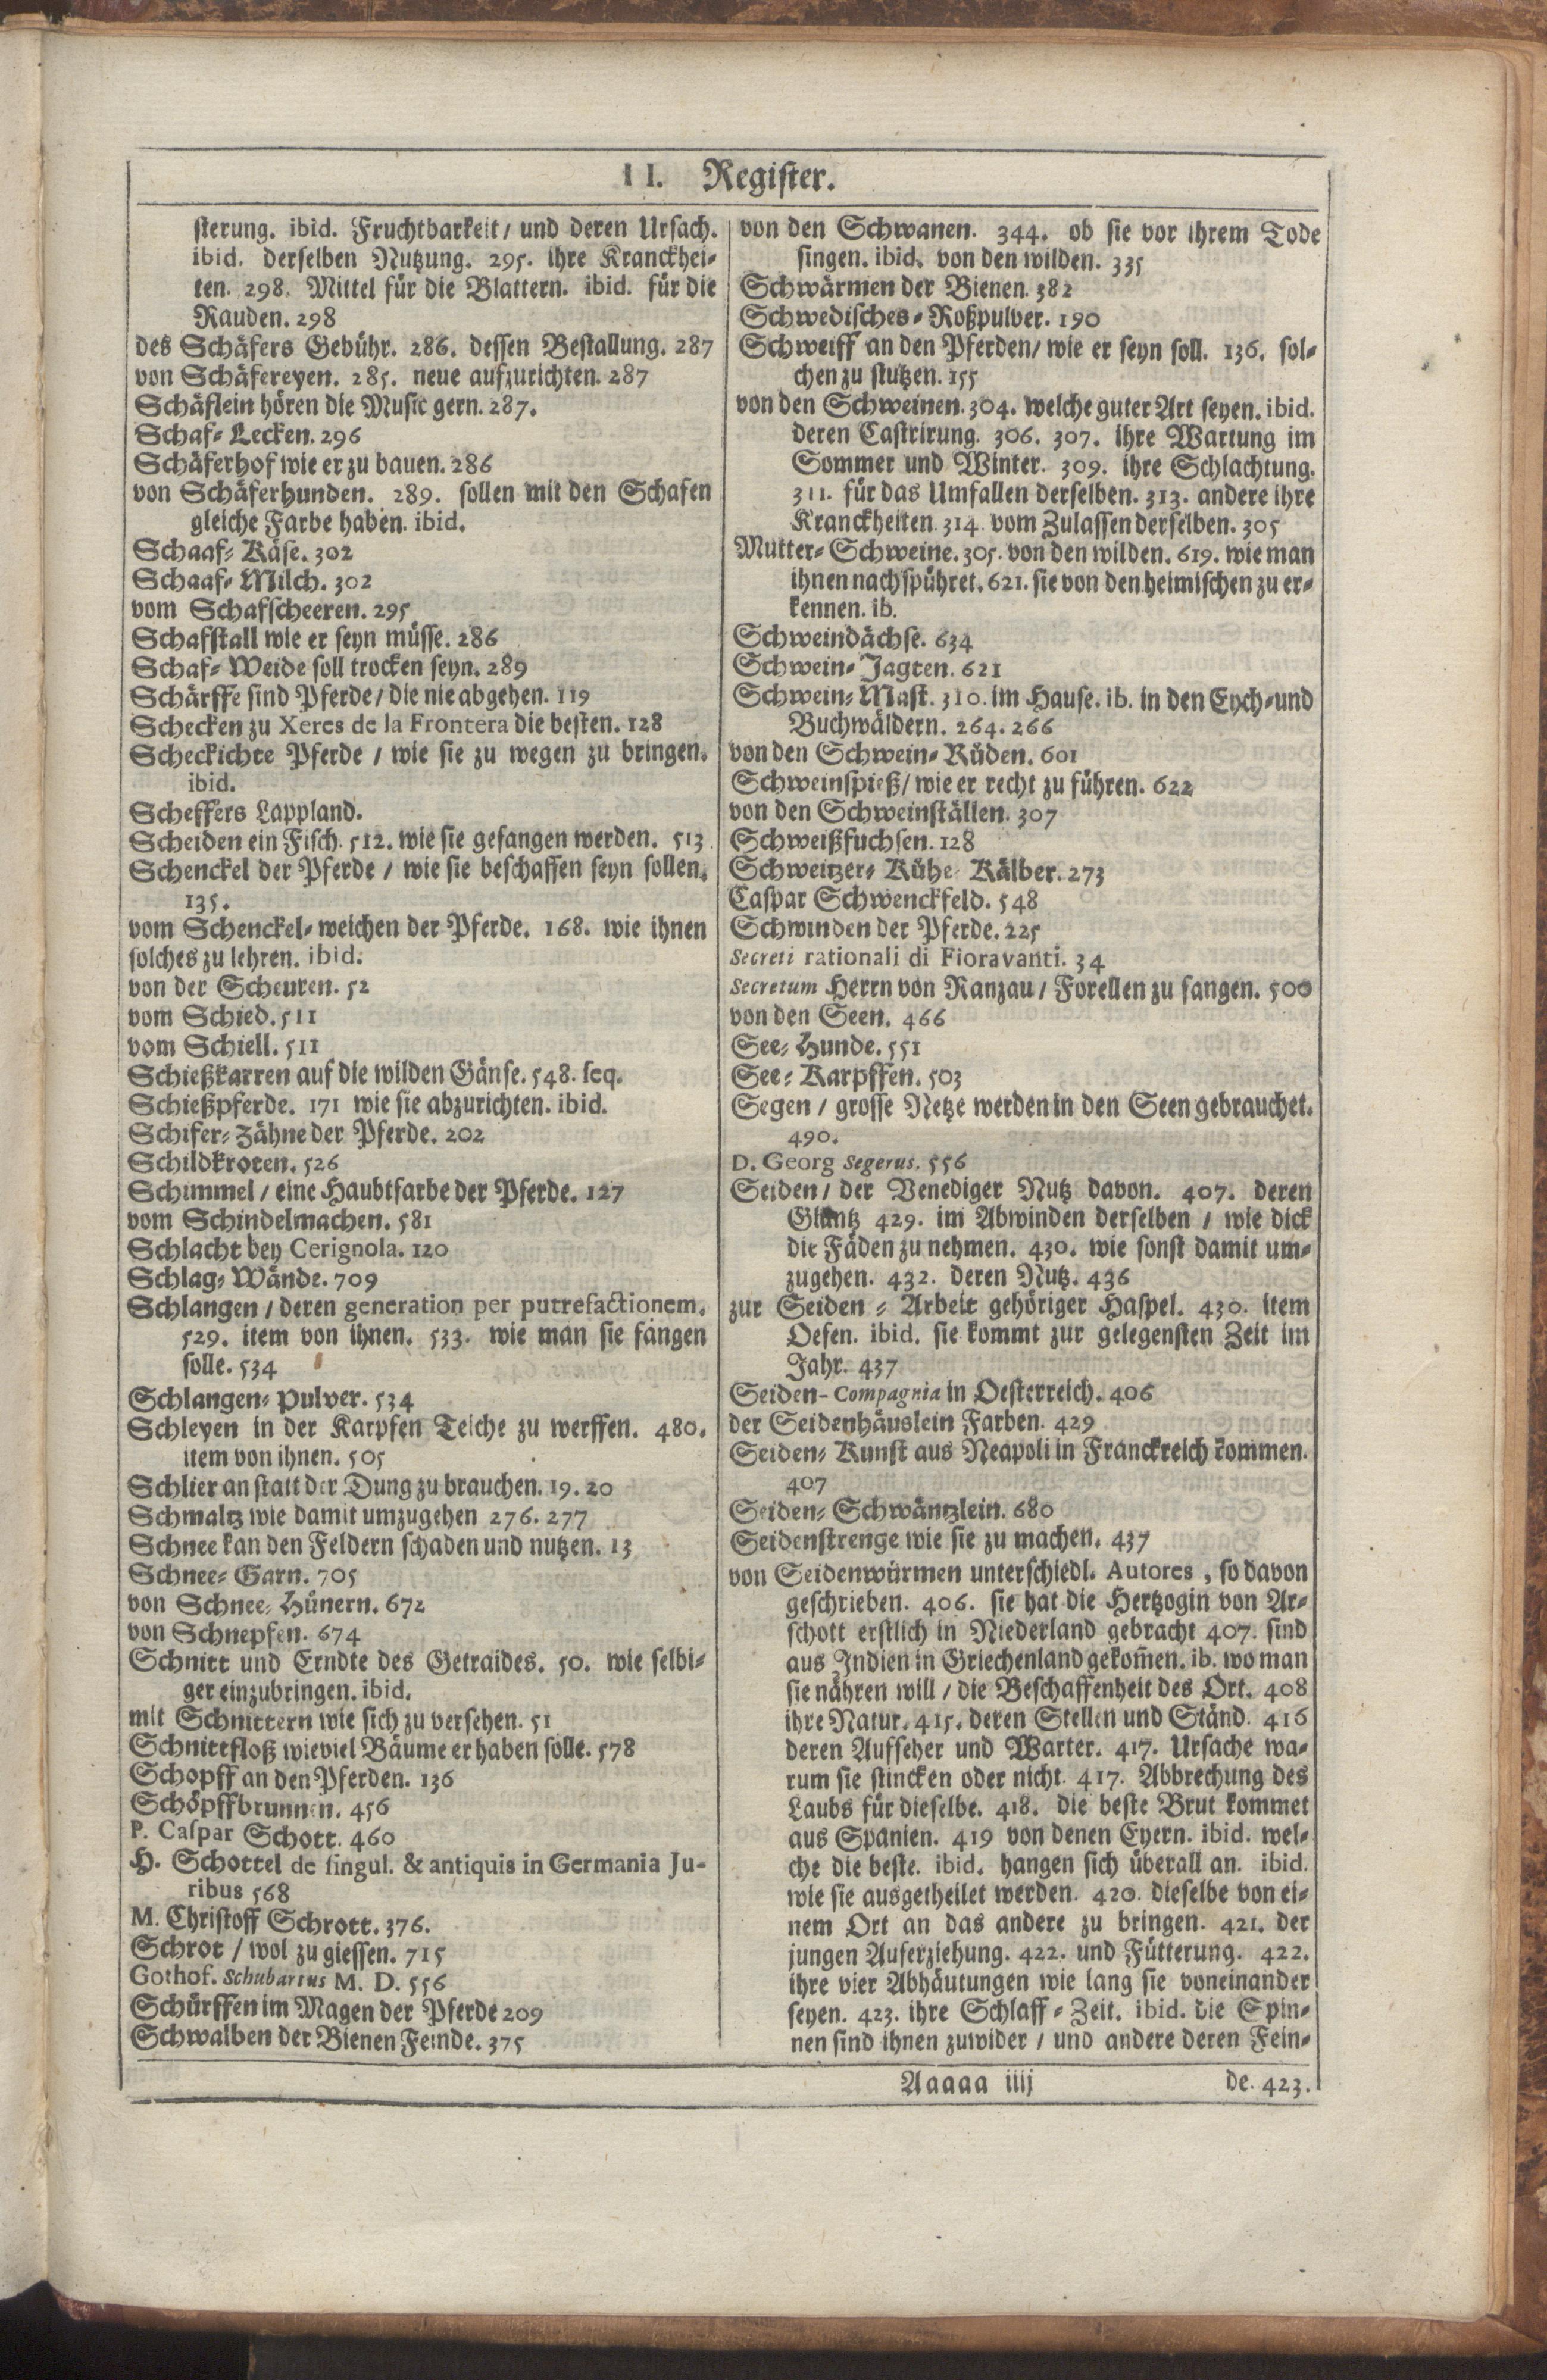 II. Register.
sterung. ibid. Fruchtbarkeit / und deren Ursach.
ibid. derselben Nutzung. 295. ihre Kranckhei-
ten. 298. Mittel für die Blattern. ibid. für die
Rauden. 298
des Schäfers Gebühr. 286. dessen Bestallung. 287
von Schäfereyen. 285. neue aufzurichten. 287
Schäflein hören die Music gern. 287.
Schaf-Lecken. 296
Schäferhof wie er zu bauen. 286
von Schäferhunden. 289. sollen mit den Schafen
gleiche Farbe haben. ibid.
Schaaf-Käse. 302
Schaaf-Milch. 302
vom Schafscheeren. 295
Schafstall wie er seyn müsse. 286
Schaf-Weide soll trocken seyn. 289
Schärffe sind Pferde / die nie abgehen. 119
Schecken zu Xeres de la Frontera die besten. 128
Scheckichte Pferde / wie sie zu wegen zu bringen.
ibid.
Scheffers Lappland.
Scheiden ein Fisch. 512. wie sie gefangen werden. 513.
Schenckel der Pferde / wie sie beschaffen seyn sollen.
135.
vom Schenckel-weichen der Pferde. 168. wie ihnen
solches zu lehren. ibid.
von der Scheuren. 52
vom Schied. 511
vom Schiell. 511
Schießkarren auf die wilden Gänse. 548. seq.
Schießpferde. 171 wie sie abzurichten. ibid.
Schifer-Zähne der Pferde. 202
Schildkroten. 526
Schimmel / eine Haubtfarbe der Pferde. 127
vom Schindelmachen. 581
Schlacht bey Cerignola. 120
Schlag-Wände. 709
Schlangen / deren generation per putrefactionem.
529. item von ihnen. 533. wie man sie fangen
solle. 534
Schlangen-Pulver. 534
Schleyen in der Karpfen Teiche zu werffen. 480.
item von ihnen. 505
Schlier an statt der Dung zu brauchen. 19. 20
Schmaltz wie damit umzugehen 276. 277
Schnee kan den Feldern schaden und nutzen. 13
Schnee-Garn. 705
von Schnee-Hünern. 672
von Schnepfen. 674
Schnitt und Erndte des Getraides. 50. wie selbi-
ger einzubringen. ibid.
mit Schnittern wie sich zu versehen. 51
Schnittfloß wieviel Bäume er haben solle. 578
Schopff an den Pferden. 136
Schöpffbrunnen. 456
P. Caspar Schott. 460
H. Schottel de singul. & antiquis in Germania Ju-
ribus 568
M. Christoff Schrott. 376.
Schrot / wol zu giessen. 715
Gothof. Schubartus M. D. 556
Schürffen im Magen der Pferde 209
Schwalben der Bienen Feinde. 375
von den Schwanen. 344. ob sie vor ihrem Tode
singen. ibid. von den wilden. 335
Schwärmen der Bienen. 382
Schwedisches-Roßpulver. 190
Schweiff an den Pferden / wie er seyn soll. 136. sol-
chen zu stutzen. 155
von den Schweinen. 304. welche guter Art seyen. ibid.
deren Castrirung. 306. 307. ihre Wartung im
Sommer und Winter. 309. ihre Schlachtung.
311. für das Umfallen derselben. 313. andere ihre
Kranckheiten. 314. vom Zulassen derselben. 305
Mutter-Schweine. 305. von den wilden. 619. wie man
ihnen nachspühret. 621. sie von den heimischen zu er-
kennen. ib.
Schweindächse. 634
Schwein-Jagten. 621
Schwein-Mast. 310. im Hause. ib. in den Eych-und
Buchwäldern. 264. 266
von den Schwein-Rüden. 601
Schweinspieß / wie er recht zu führen. 622
von den Schweinställen. 307
Schweißfuchsen. 128
Schweitzer-Kühe Kälber. 273
Caspar Schwenckfeld. 548
Schwinden der Pferde. 225
Secreti rationali di Fioravanti. 34
Secretum Herrn von Ranzau / Forellen zu fangen. 500
von den Seen. 466
See-Hunde. 551
See-Karpffen. 503
Segen / grosse Netze werden in den Seen gebrauchet.
490.
D. Georg Segerus. 556
Seiden / der Venediger Nutz davon. 407. deren
Glantz 429. im Abwinden derselben / wie dick
die Fäden zu nehmen. 430. wie sonst damit um-
zugehen. 432. deren Nutz. 436
zur Seiden-Arbeit gehöriger Haspel. 430. item
Oefen. ibid. sie kommt zur gelegensten Zeit im
Jahr. 437
Seiden-Compagnia in Oesterreich. 406
der Seidenhäuslein Farben. 429
Seiden-Kunst aus Neapoli in Franckreich kommen.
407
Seiden-Schwäntzlein. 680
Seidenstrenge wie sie zu machen. 437
von Seidenwürmen unterschiedl. Autores, so davon
geschrieben. 406. sie hat die Hertzogin von Ar-
schott erstlich in Niederland gebracht 407. sind
aus Indien in Griechenland gekom̃en. ib. wo man
sie nähren will / die Beschaffenheit des Ort. 408
ihre Natur. 415. deren Stellen und Ständ. 416
deren Aufseher und Warter. 417. Ursache wa-
rum sie stincken oder nicht. 417. Abbrechung des
Laubs für dieselbe. 418. die beste Brut kommet
aus Spanien. 419 von denen Eyern. ibid. wel-
che die beste. ibid. hangen sich überall an. ibid.
wie sie ausgetheilet werden. 420. dieselbe von ei-
nem Ort an das andere zu bringen. 421. der
jungen Auferziehung. 422. und Fütterung. 422.
ihre vier Abhäutungen wie lang sie voneinander
seyen. 423. ihre Schlaff-Zeit. ibid. die Spin-
nen sind ihnen zuwider / und andere deren Fein-
Aaaaa iiij
de. 423.